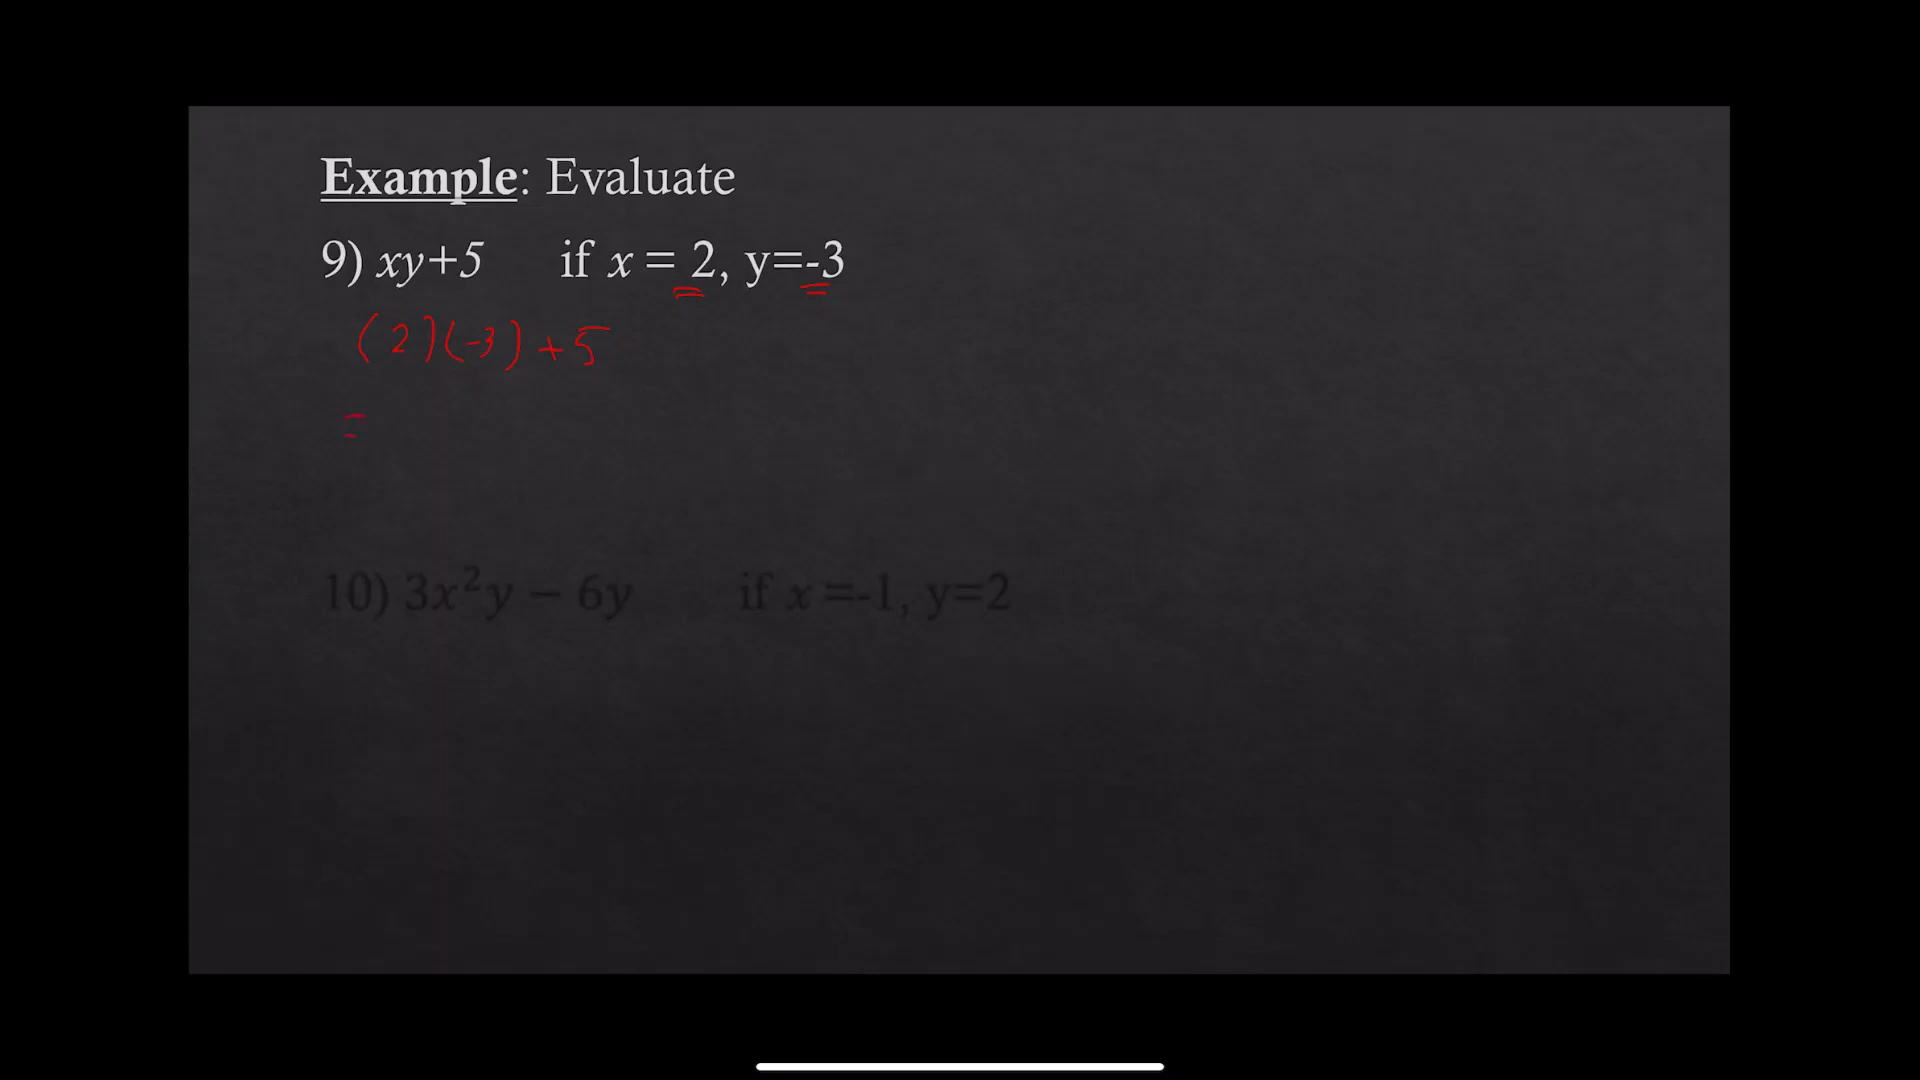 Example: Evaluate
9) xy+5 if x = 2, y=-3
(2)(-3) + 5
=
10) 3x²y − 6y if x =-1, y=2